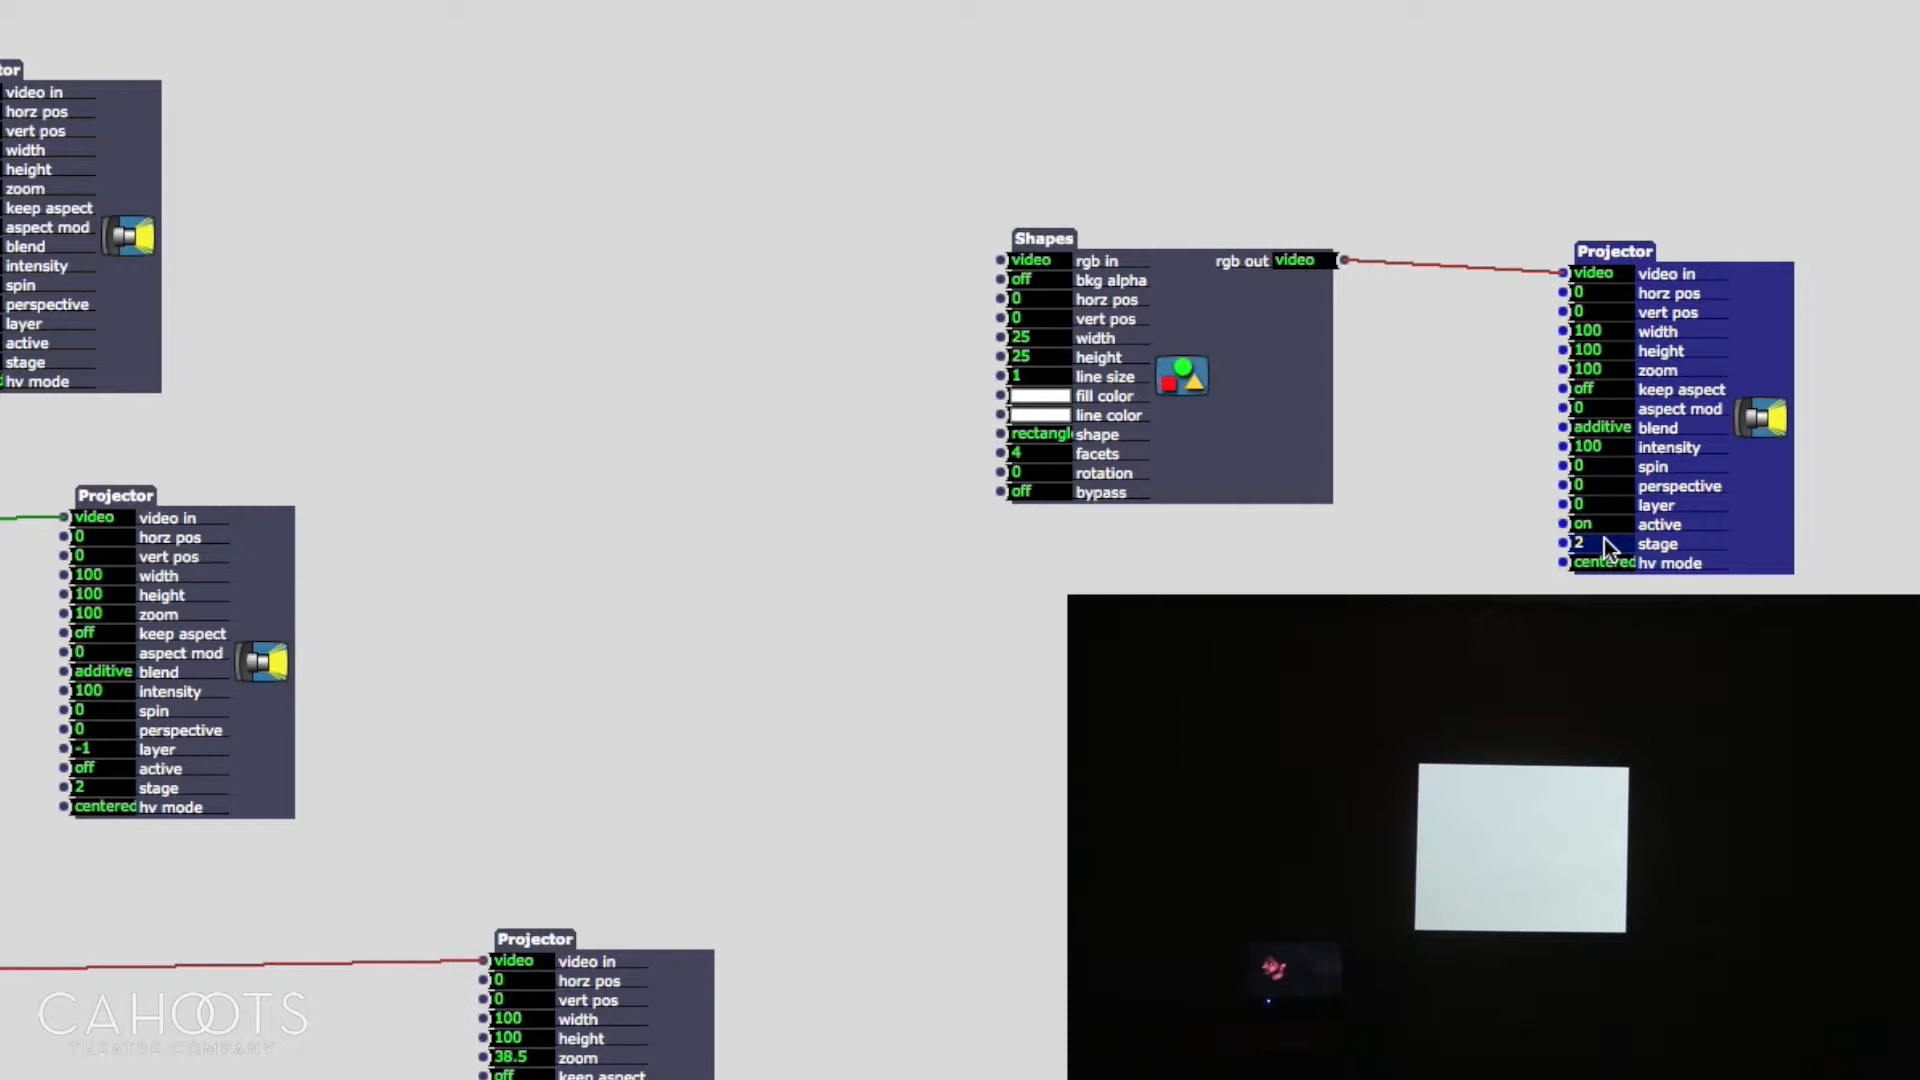 tor
video in
horz pos
vert pos
width
height
zoom
keep aspect
aspect mod
blend
intensity
spin
perspective
layer
active
stage
hv mode
Shapes
video rgb in rgb out video
off bkg alpha
0 horz pos
0 vert pos
25 width
25 height
1 line size
fill color
line color
rectangl shape
4 facets
0 rotation
off bypass
Projector
video video in
0 horz pos
0 vert pos
100 width
100 height
100 zoom
off keep aspect
0 aspect mod
additive blend
100 intensity
0 spin
0 perspective
0 layer
on active
2 stage
centered hv mode
Projector
video video in
0 horz pos
0 vert pos
100 width
100 height
100 zoom
off keep aspect
0 aspect mod
additive blend
100 intensity
0 spin
0 perspective
-1 layer
off active
2 stage
centered hv mode
Projector
video video in
0 horz pos
0 vert pos
100 width
100 height
38.5 zoom
off keep aspect
CAHOOTS
THEATRE COMPANY